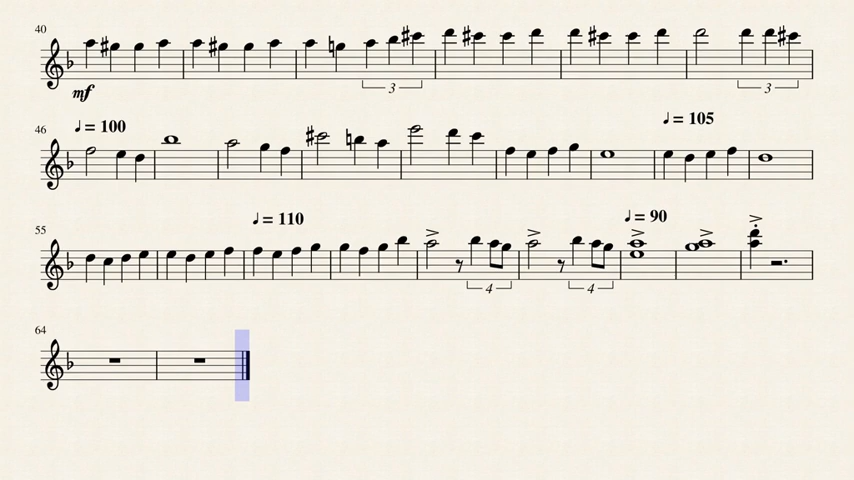 40
mf
3
3
46
♩ = 100
♩ = 105
55
♩ = 110
♩ = 90
4
4
64